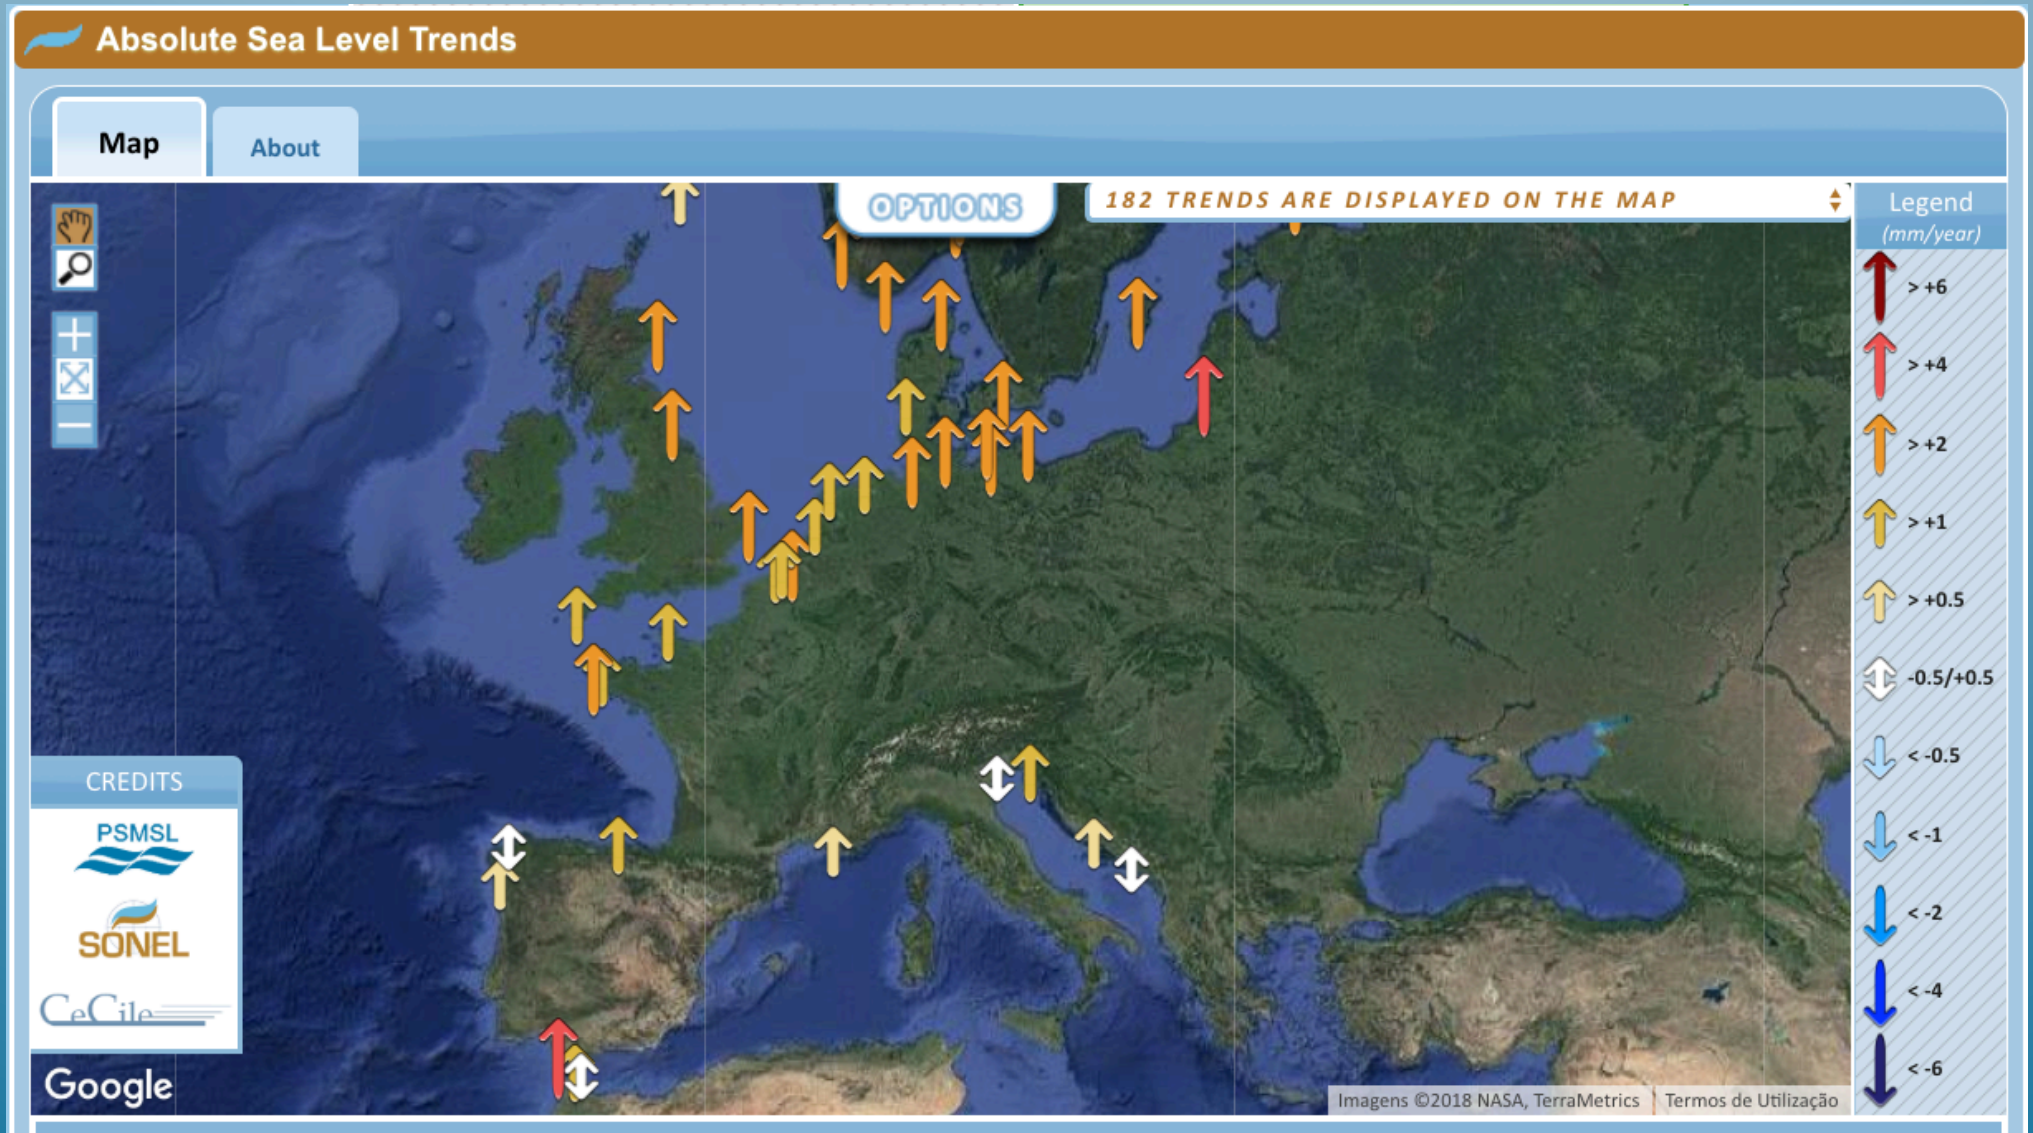 Absolute Sea Level Trends
Map
About
OPTIONS
182 TRENDS ARE DISPLAYED ON THE MAP
Legend
(mm/year)
> +6
> +4
> +2
> +1
> +0.5
-0.5/+0.5
< -0.5
< -1
< -2
< -4
< -6
CREDITS
PSMSL
SONEL
CeCile
Google
Imagens ©2018 NASA, TerraMetrics
Termos de Utilização